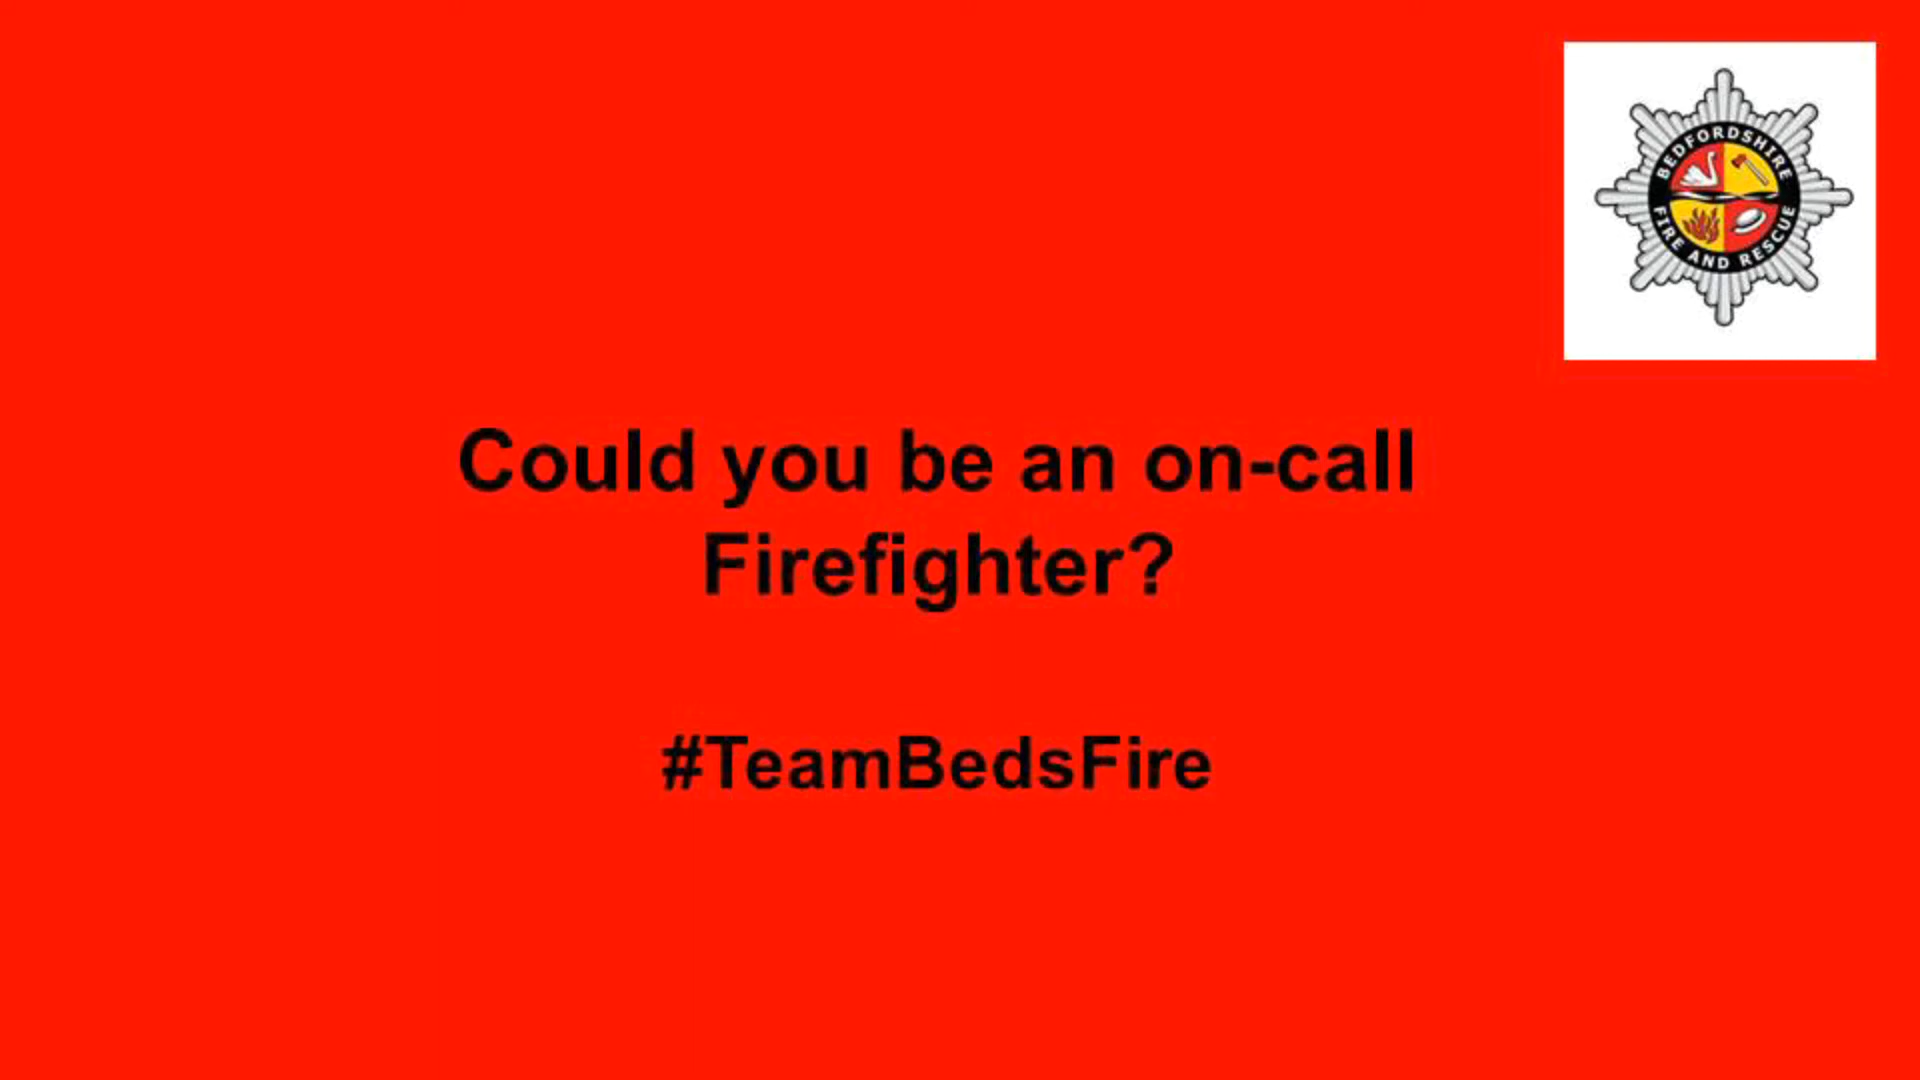 BEDFORDSHIRE
FIRE AND RESCUE
Could you be an on-call
Firefighter?
#TeamBedsFire